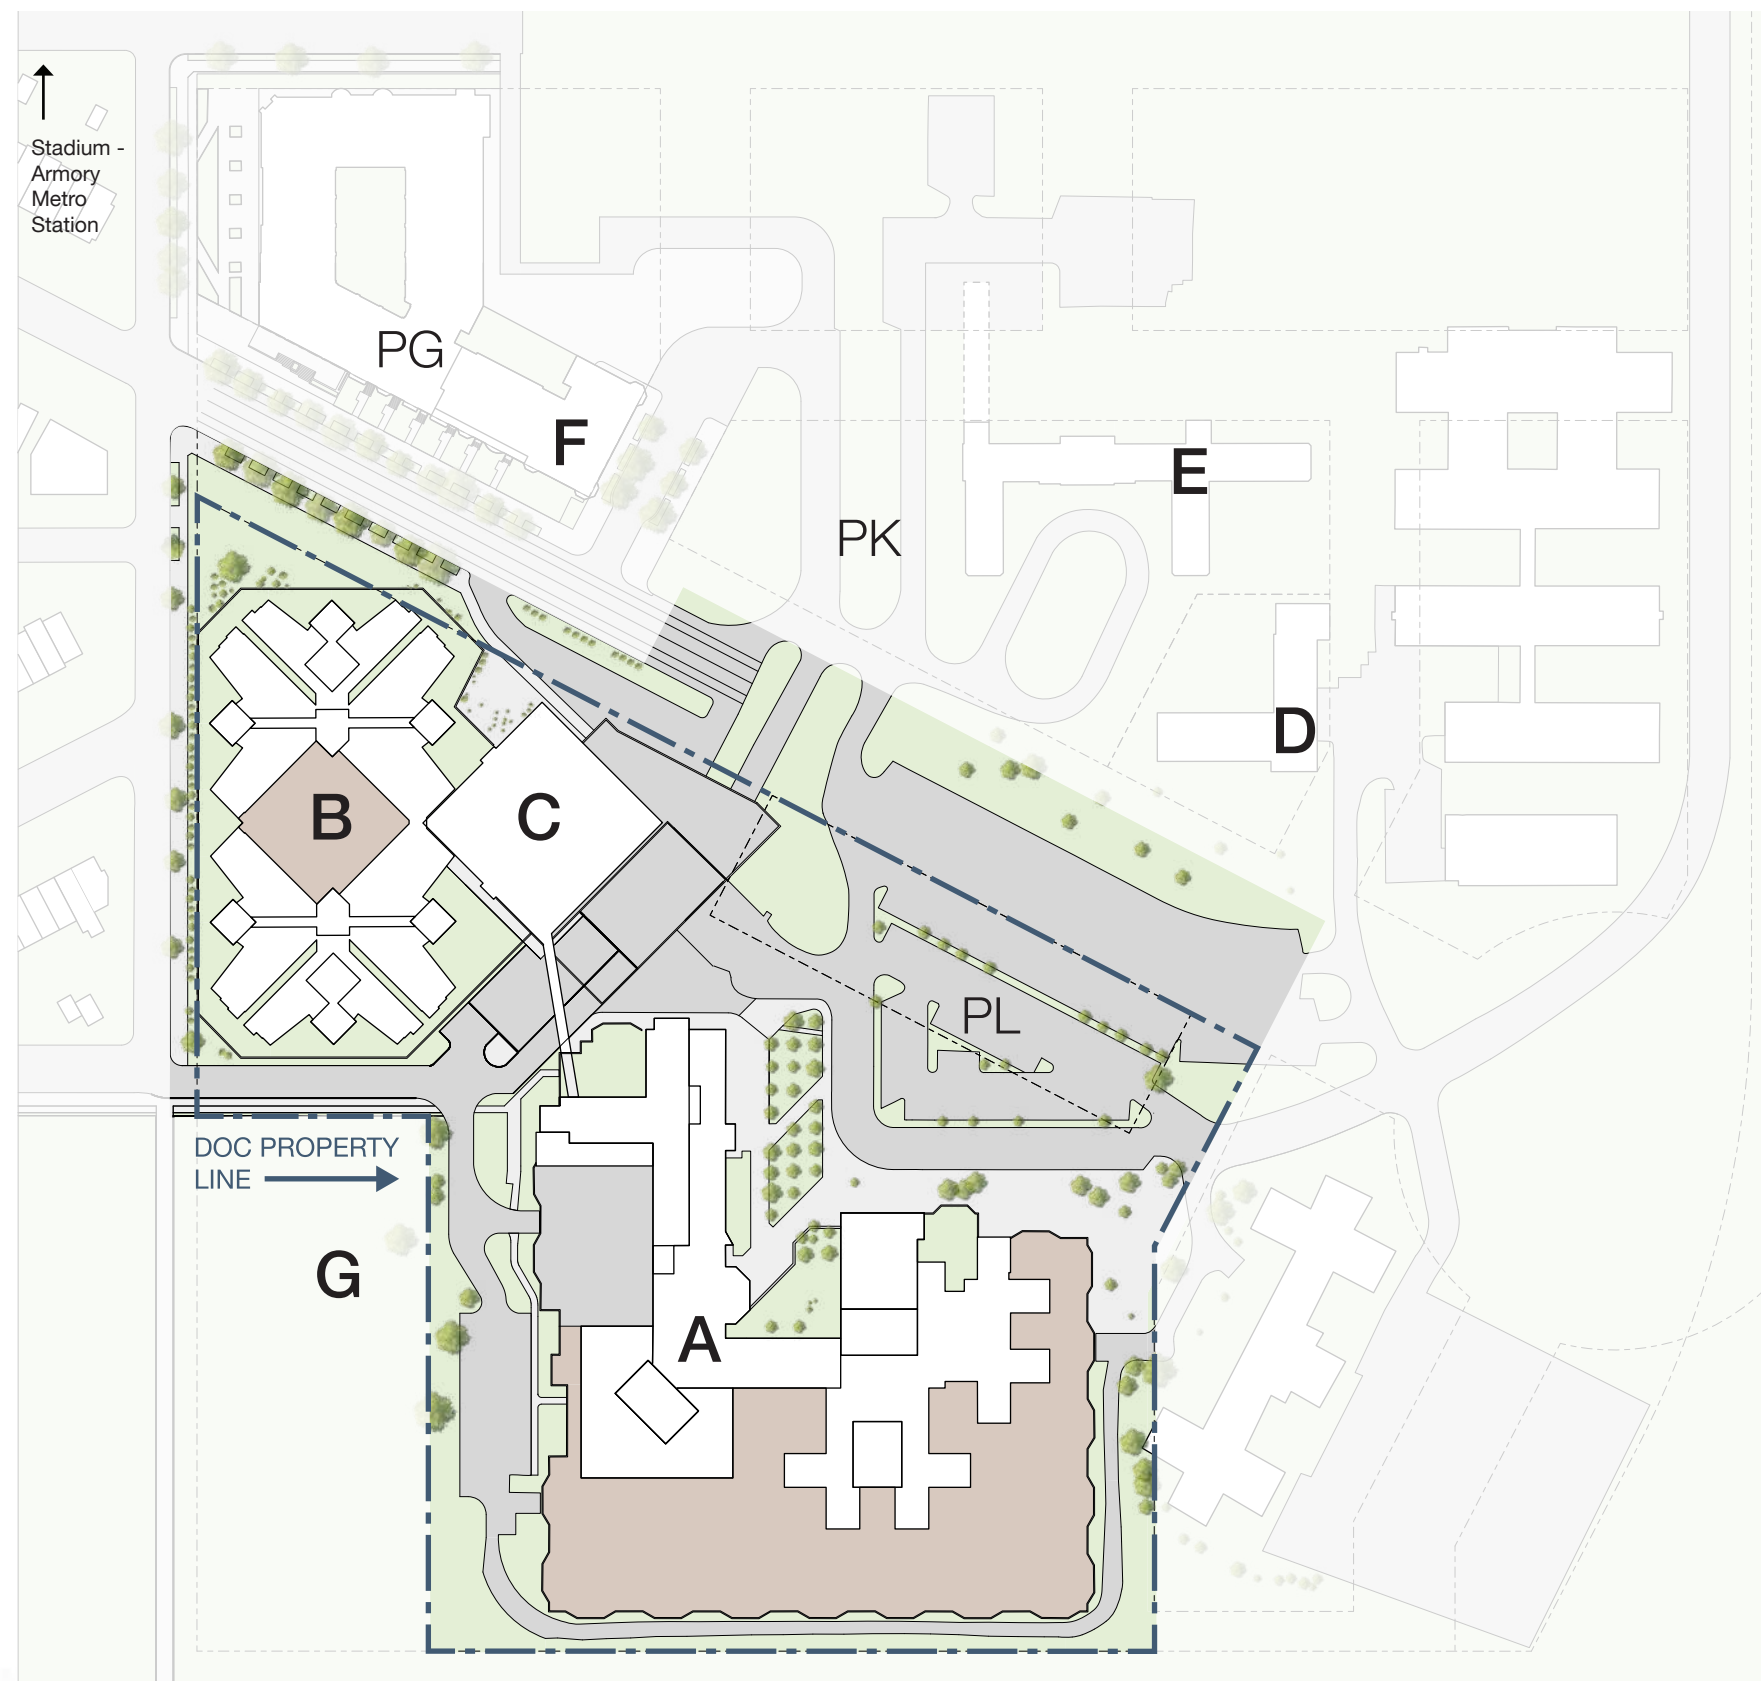 Stadium -
Armory
Metro
Station
PG
F
E
PK
D
B
C
PL
DOC PROPERTY
LINE
G
A